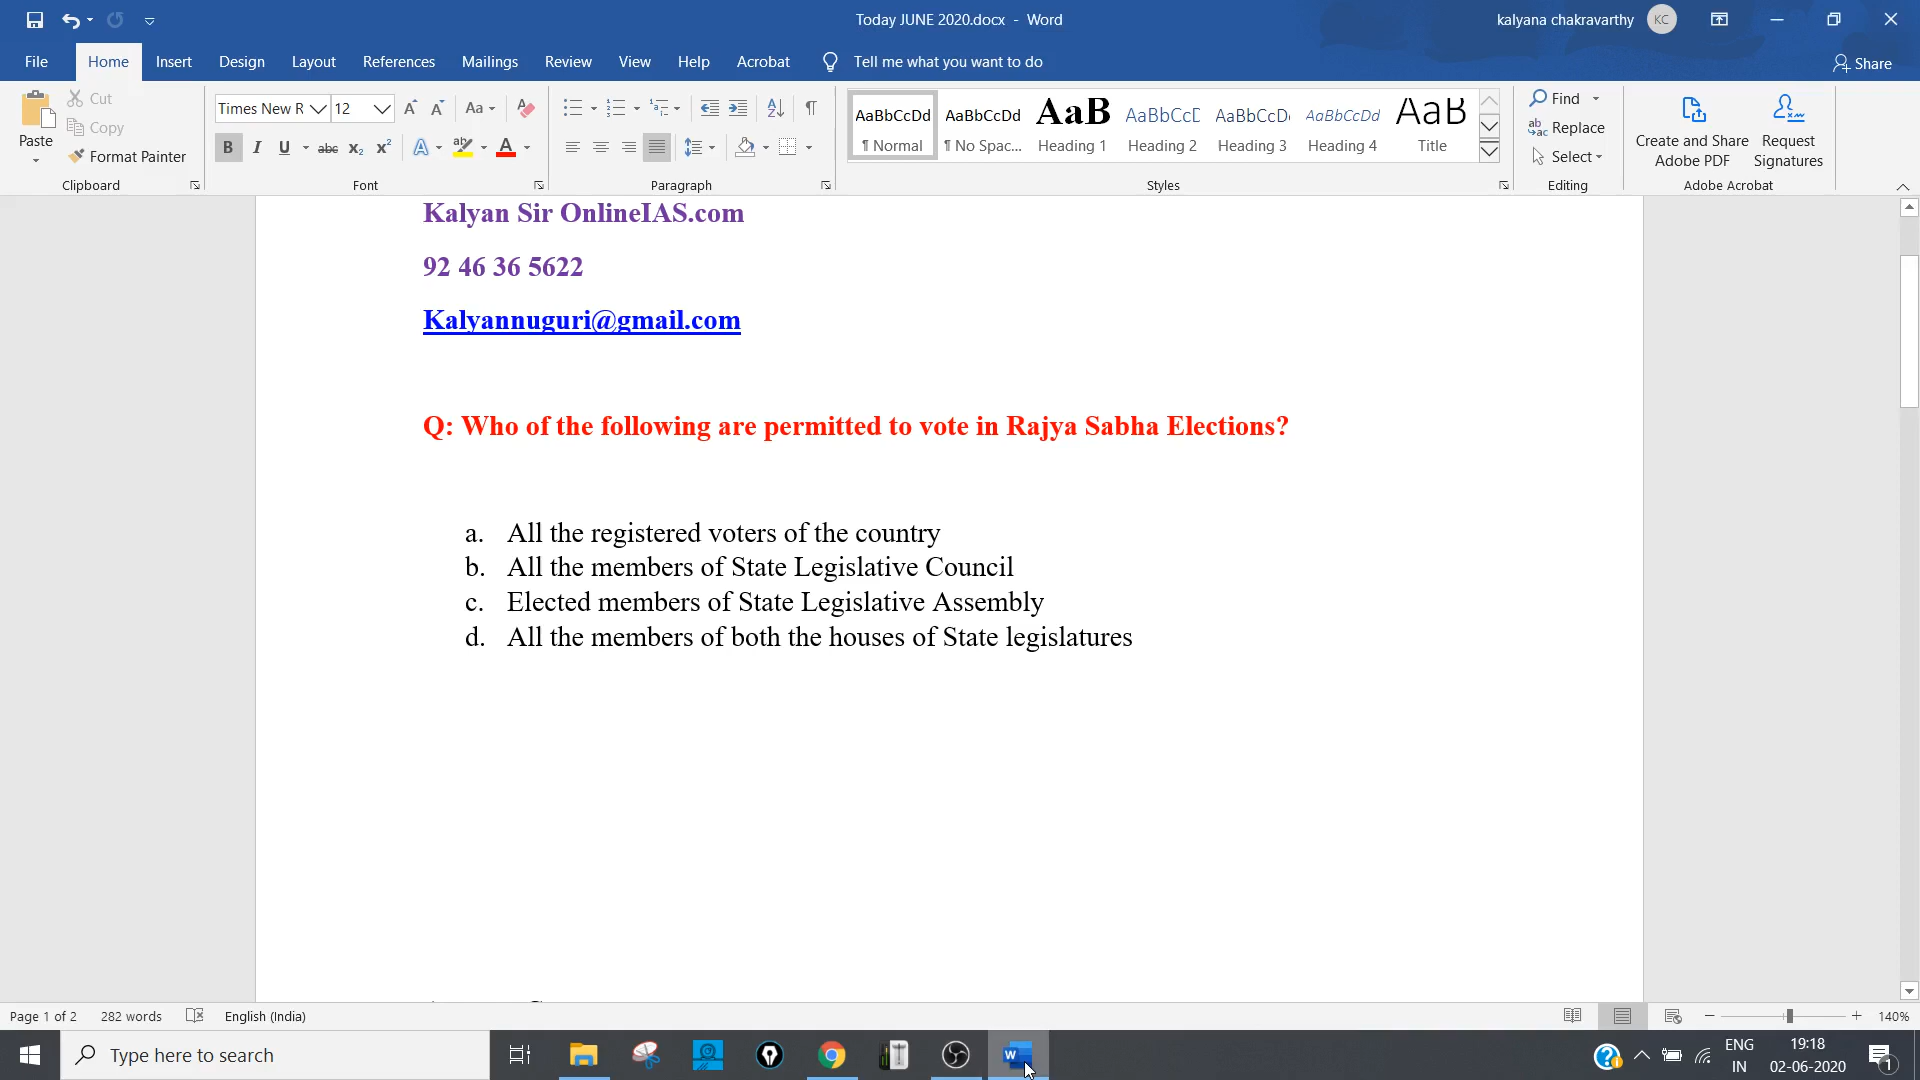 Today JUNE 2020.docx - Word
kalyana chakravarthy KC
File Home Insert Design Layout References Mailings Review View Help Acrobat Tell me what you want to do Share
Paste
Cut
Copy
Format Painter
Clipboard
Times New R 12
Aa
B I U abc x₂ x² A ab A
Font
Paragraph
AaBbCcDd AaBbCcDd AaB AaBbCcD AaBbCcDd AaBbCcDd AaB
¶ Normal ¶ No Spac... Heading 1 Heading 2 Heading 3 Heading 4 Title
Styles
Find
Replace
Select
Editing
Create and Share Adobe PDF
Request Signatures
Adobe Acrobat
Kalyan Sir OnlineIAS.com
92 46 36 5622
Kalyannuguri@gmail.com
Q: Who of the following are permitted to vote in Rajya Sabha Elections?
a. All the registered voters of the country
b. All the members of State Legislative Council
c. Elected members of State Legislative Assembly
d. All the members of both the houses of State legislatures
Page 1 of 2 282 words English (India) 140%
Type here to search
ENG
IN
19:18
02-06-2020
1